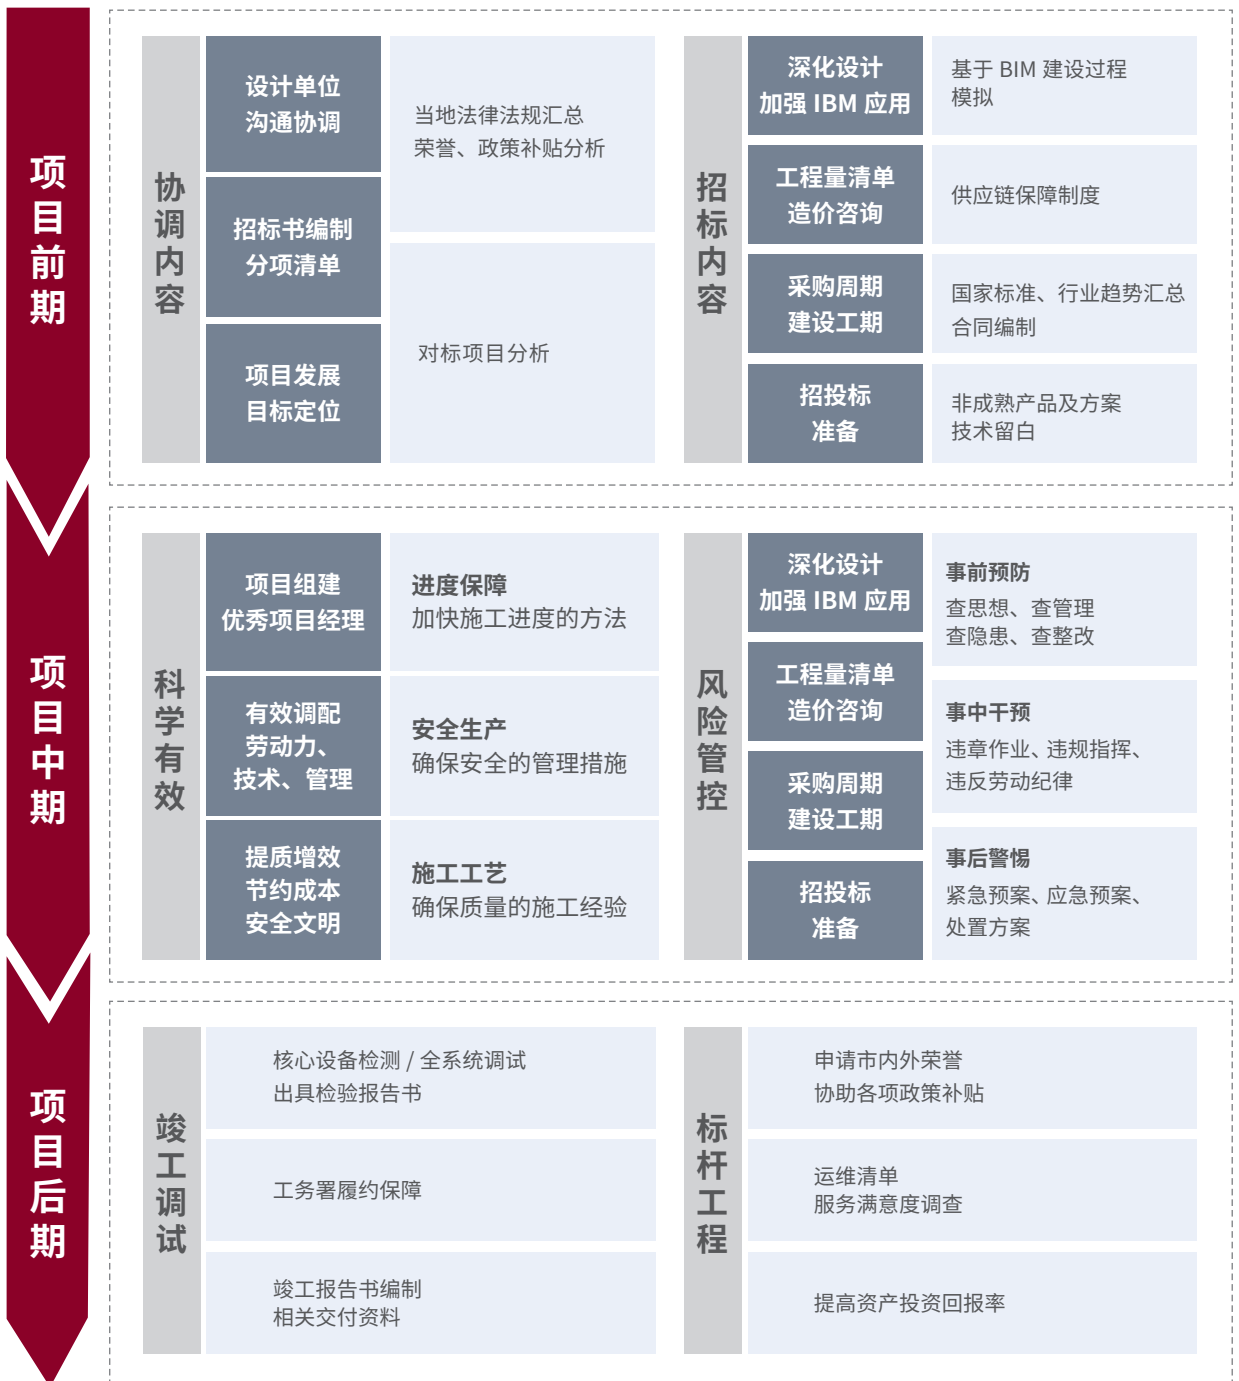 项目前期
协调内容
设计单位
沟通协调
招标书编制
分项清单
项目发展
目标定位
当地法律法规汇总
荣誉、政策补贴分析
对标项目分析
招标内容
深化设计
加强 IBM 应用
基于 BIM 建设过程
模拟
工程量清单
造价咨询
供应链保障制度
采购周期
建设工期
国家标准、行业趋势汇总
合同编制
招投标
准备
非成熟产品及方案
技术留白
项目中期
科学有效
项目组建
优秀项目经理
进度保障
加快施工进度的方法
有效调配
劳动力、
技术、管理
安全生产
确保安全的管理措施
提质增效
节约成本
安全文明
施工工艺
确保质量的施工经验
风险管控
深化设计
加强 IBM 应用
工程量清单
造价咨询
采购周期
建设工期
招投标
准备
事前预防
查思想、查管理
查隐患、查整改
事中干预
违章作业、违规指挥、
违反劳动纪律
事后警惕
紧急预案、应急预案、
处置方案
项目后期
竣工调试
核心设备检测 / 全系统调试
出具检验报告书
工务署履约保障
竣工报告书编制
相关交付资料
标杆工程
申请市内外荣誉
协助各项政策补贴
运维清单
服务满意度调查
提高资产投资回报率